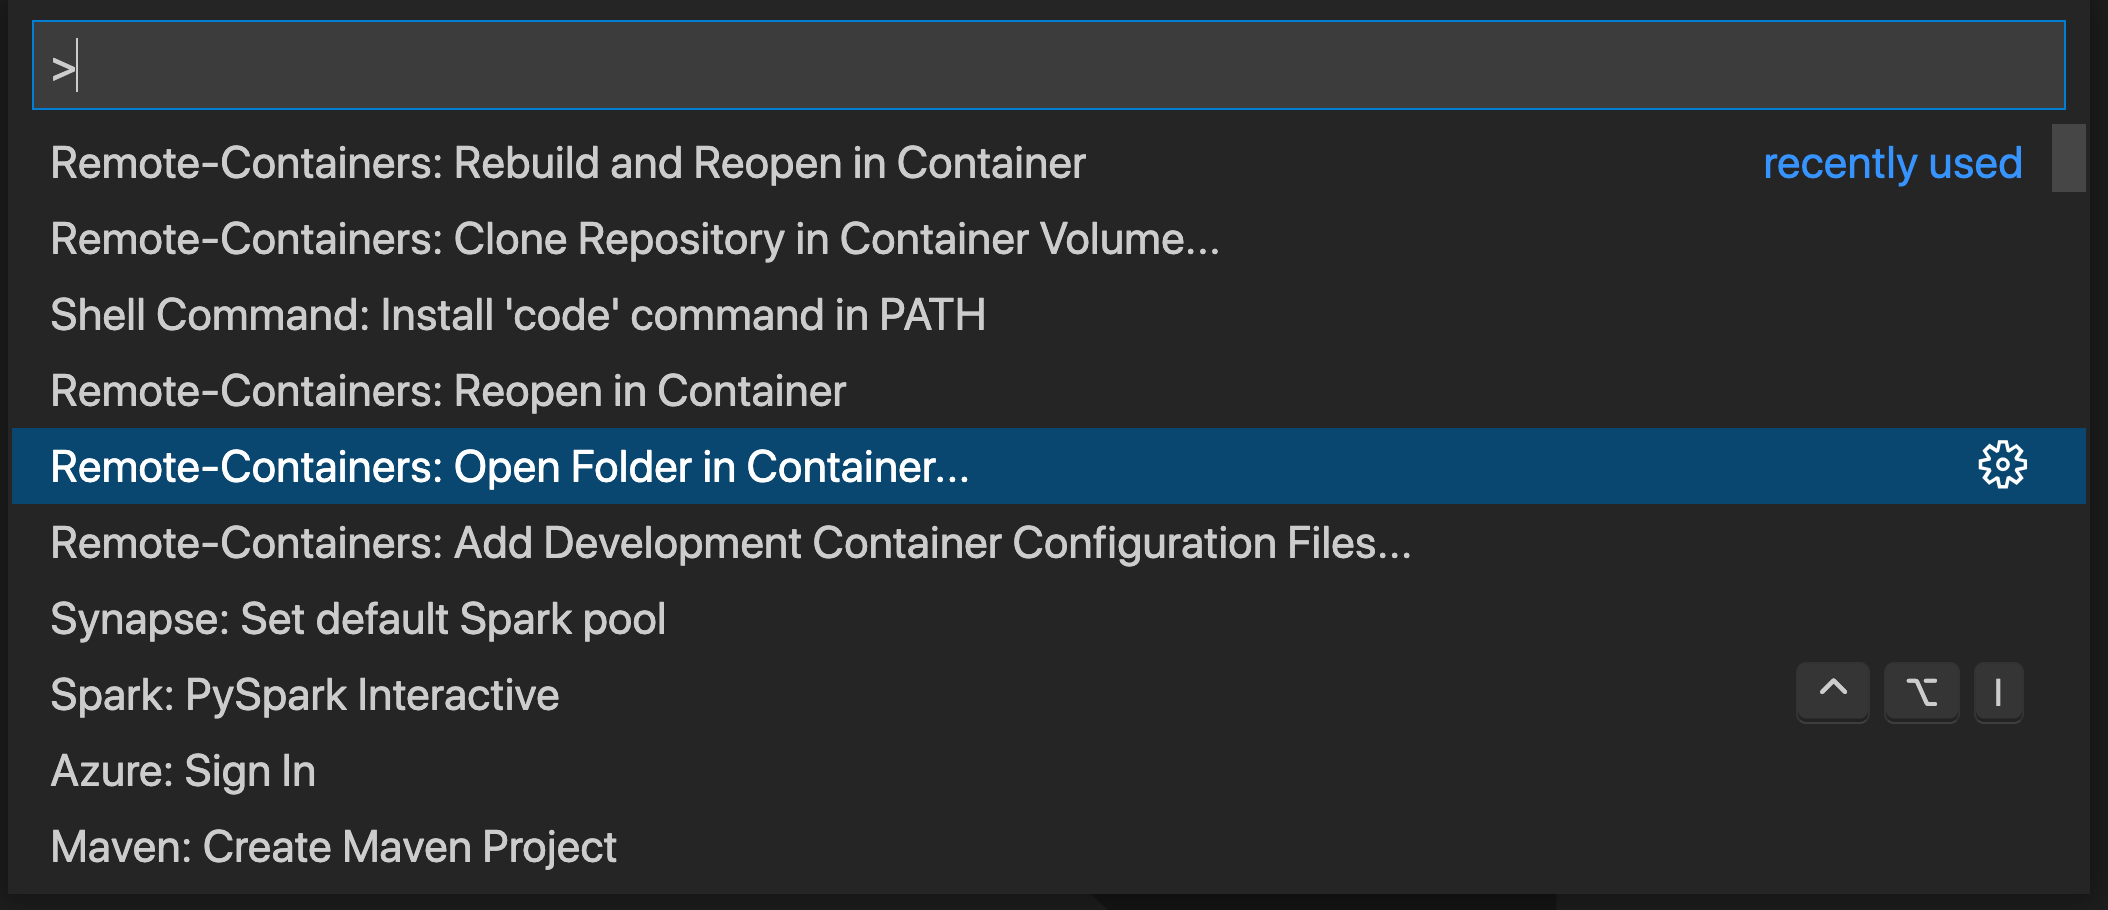 >
Remote-Containers: Rebuild and Reopen in Container recently used
Remote-Containers: Clone Repository in Container Volume...
Shell Command: Install 'code' command in PATH
Remote-Containers: Reopen in Container
Remote-Containers: Open Folder in Container...
Remote-Containers: Add Development Container Configuration Files...
Synapse: Set default Spark pool
Spark: PySpark Interactive ⌃ ⌥ I
Azure: Sign In
Maven: Create Maven Project